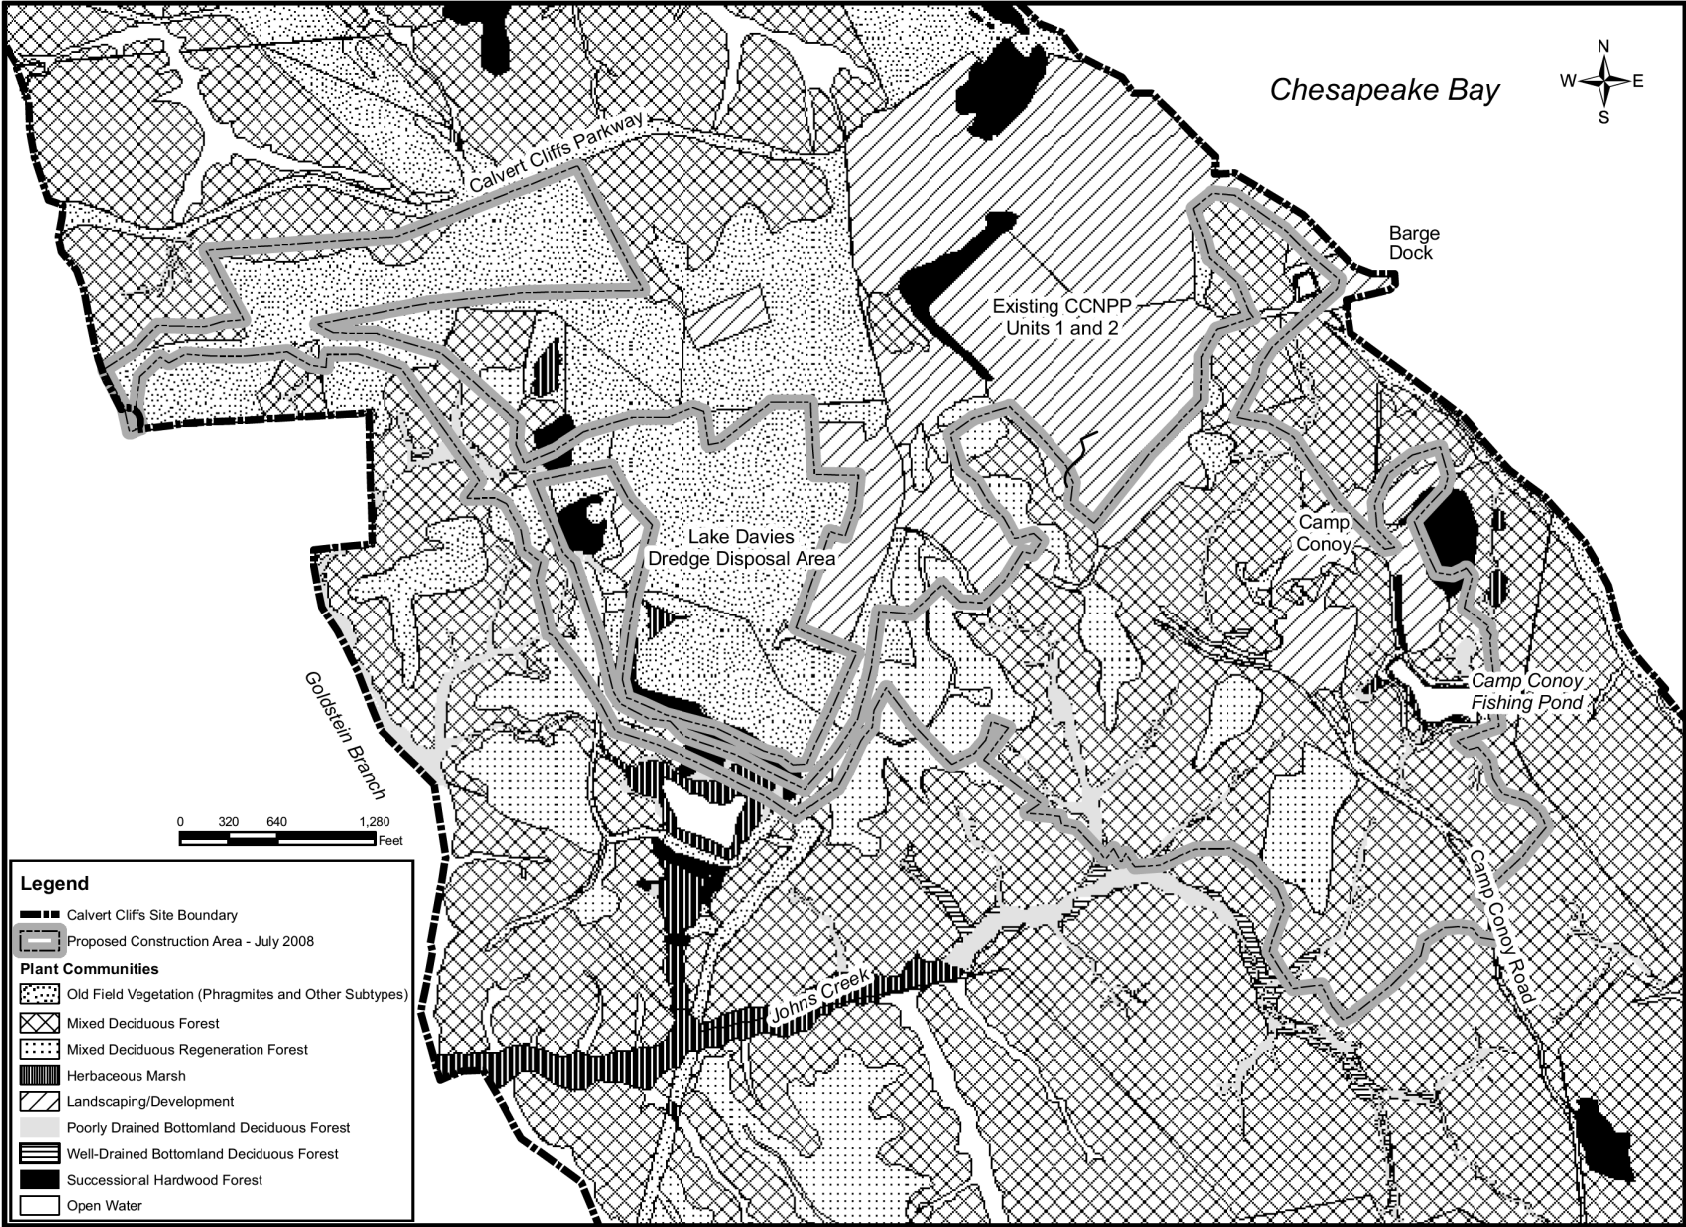 Chesapeake Bay
N
W E
S
Calvert Cliffs Parkway
Barge
Dock
Existing CCNPP
Units 1 and 2
Lake Davies
Dredge Disposal Area
Camp
Conoy
Camp Conoy
Fishing Pond
Goldstein Branch
Camp Conoy Road
Johns Creek
0 320 640 1,280
Feet
Legend
Calvert Cliffs Site Boundary
Proposed Construction Area - July 2008
Plant Communities
Old Field Vegetation (Phragmites and Other Subtypes)
Mixed Deciduous Forest
Mixed Deciduous Regeneration Forest
Herbaceous Marsh
Landscaping/Development
Poorly Drained Bottomland Deciduous Forest
Well-Drained Bottomland Deciduous Forest
Successional Hardwood Forest
Open Water